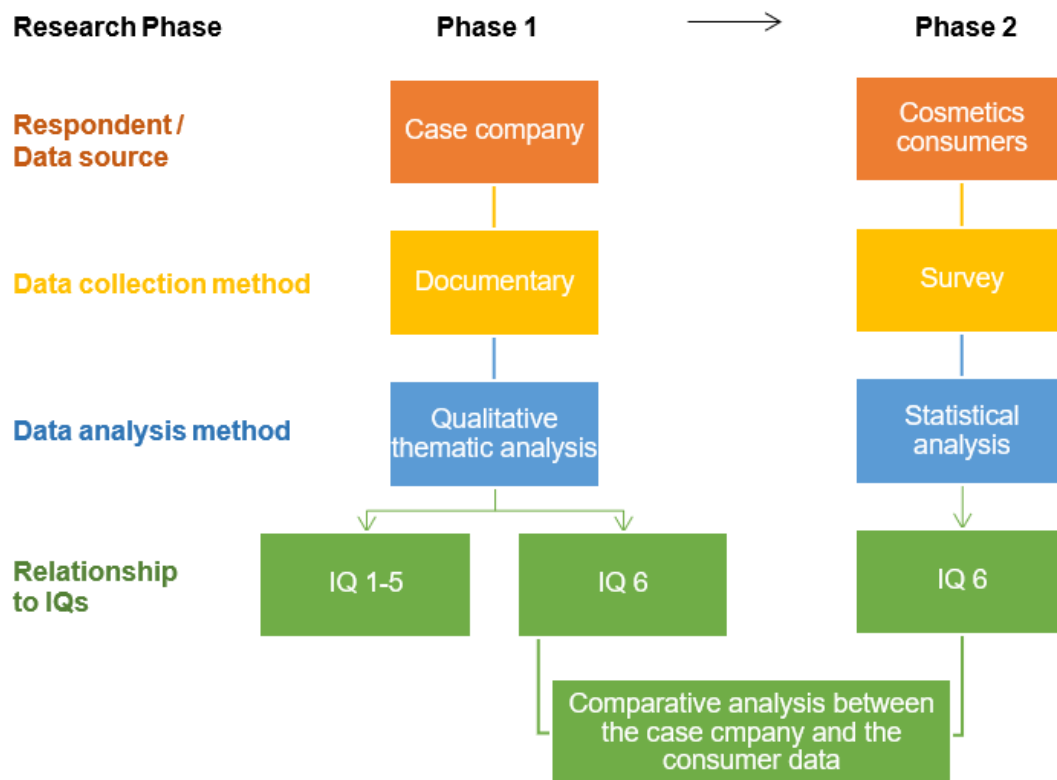 Research Phase
Phase 1
Phase 2
Respondent /
Data source
Case company
Cosmetics
consumers
Data collection method
Documentary
Survey
Data analysis method
Qualitative
thematic analysis
Statistical
analysis
Relationship
to IQs
IQ 1-5
IQ 6
IQ 6
Comparative analysis between
the case cmpany and the
consumer data